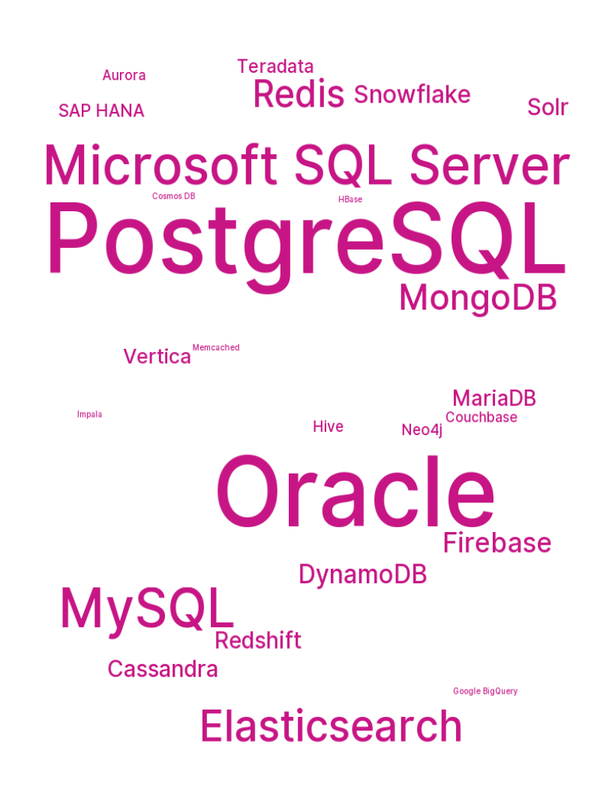 Teradata
Aurora
Redis
Snowflake
Solr
SAP HANA
Microsoft SQL Server
Cosmos DB
HBase
PostgreSQL
MongoDB
Memcached
Vertica
MariaDB
Impala
Couchbase
Hive
Neo4j
Oracle
Firebase
DynamoDB
MySQL
Redshift
Cassandra
Google BigQuery
Elasticsearch